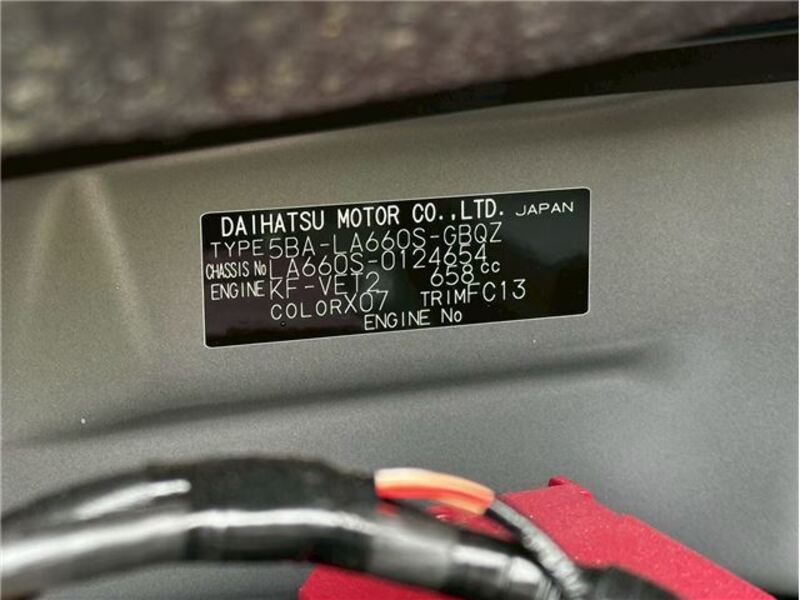 DAIHATSU MOTOR CO.,LTD. JAPAN
TYPE 5BA-LA660S-GBQZ
CHASSIS No LA660S-0124654
ENGINE KF-VET2 658cc
COLOR X07 TRIM FC13
ENGINE No